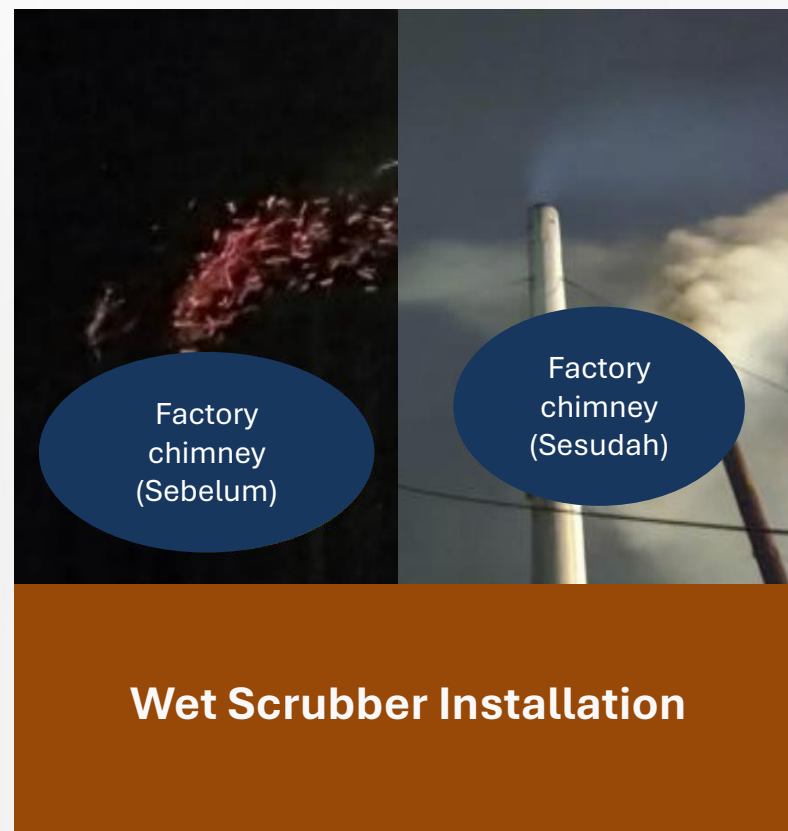 Factory
chimney
(Sebelum)
Factory
chimney
(Sesudah)
Wet Scrubber Installation